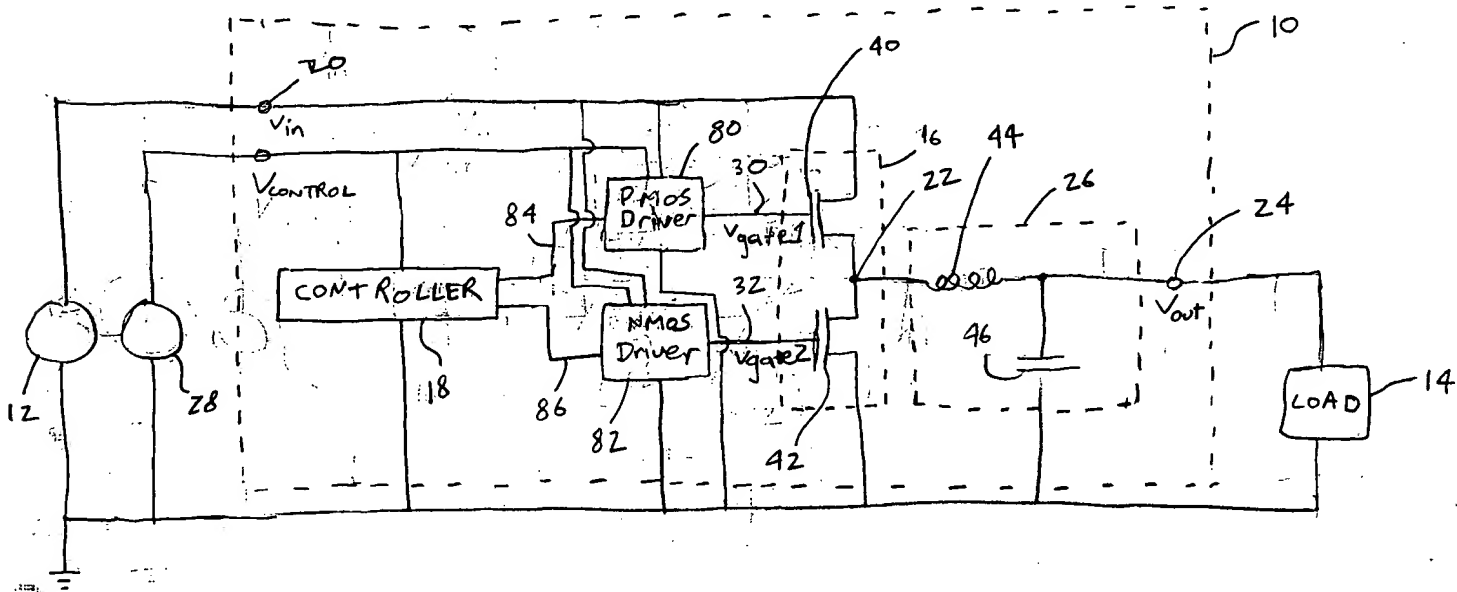 10
20
40
Vin
80
16
44
VCONTROL
30
22
26
24
PMOS
Driver
84
Vgate1
CONTROLLER
32
Vout
NMOS
Driver
Vgate2
46
12
28
18
86
82
42
LOAD
14